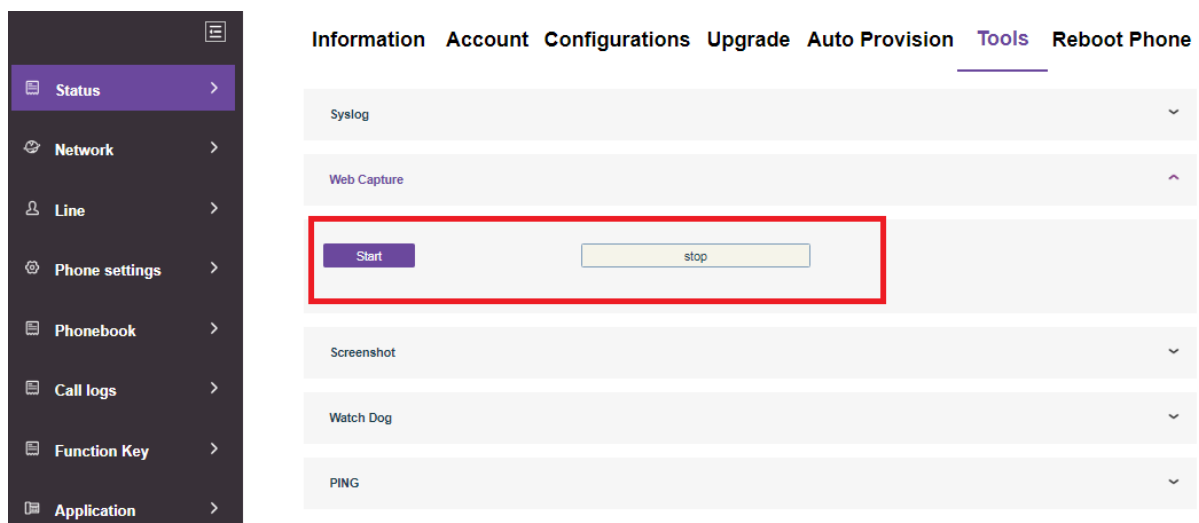 Information Account Configurations Upgrade Auto Provision Tools Reboot Phone
Status
Network
Line
Phone settings
Phonebook
Call logs
Function Key
Application
Syslog
Web Capture
Start stop
Screenshot
Watch Dog
PING